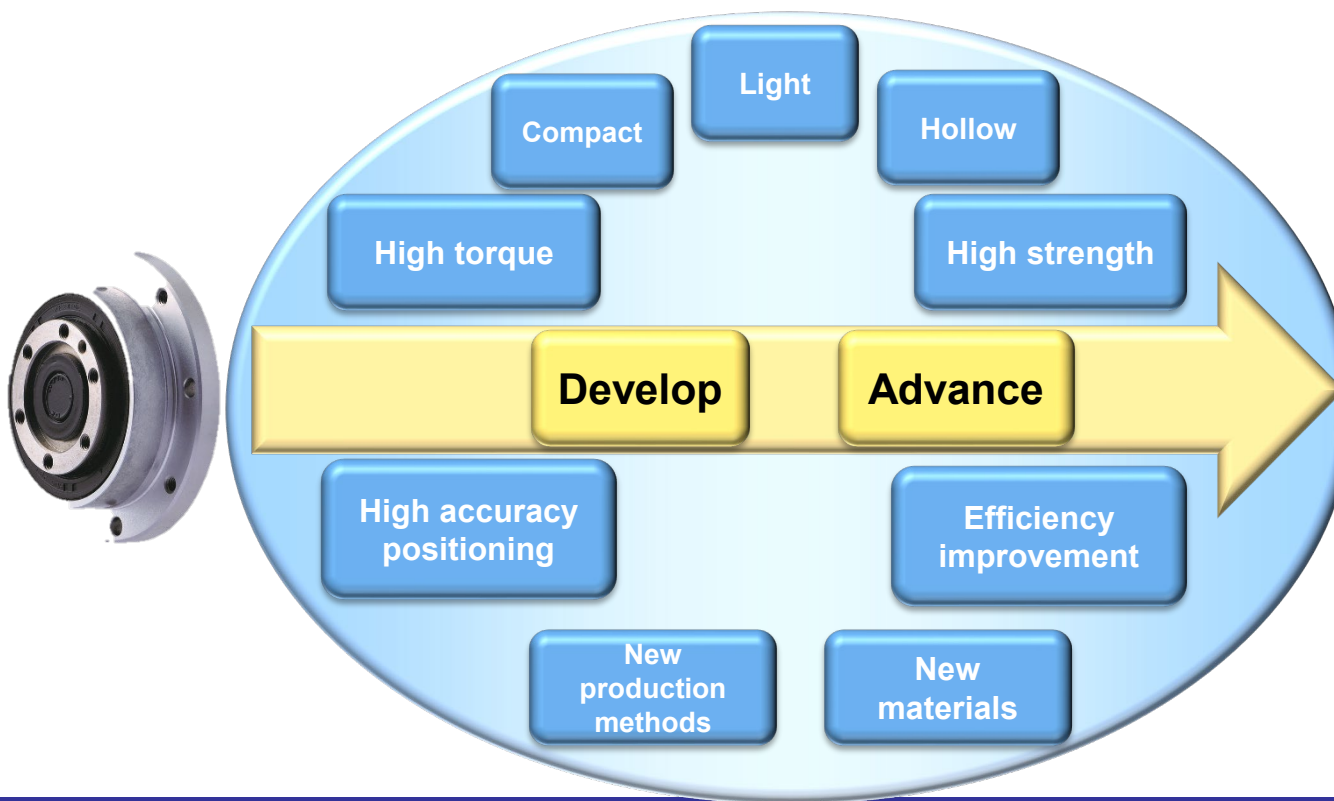 Light
Compact
Hollow
High torque
High strength
Develop
Advance
High accuracy
positioning
Efficiency
improvement
New
production
methods
New
materials